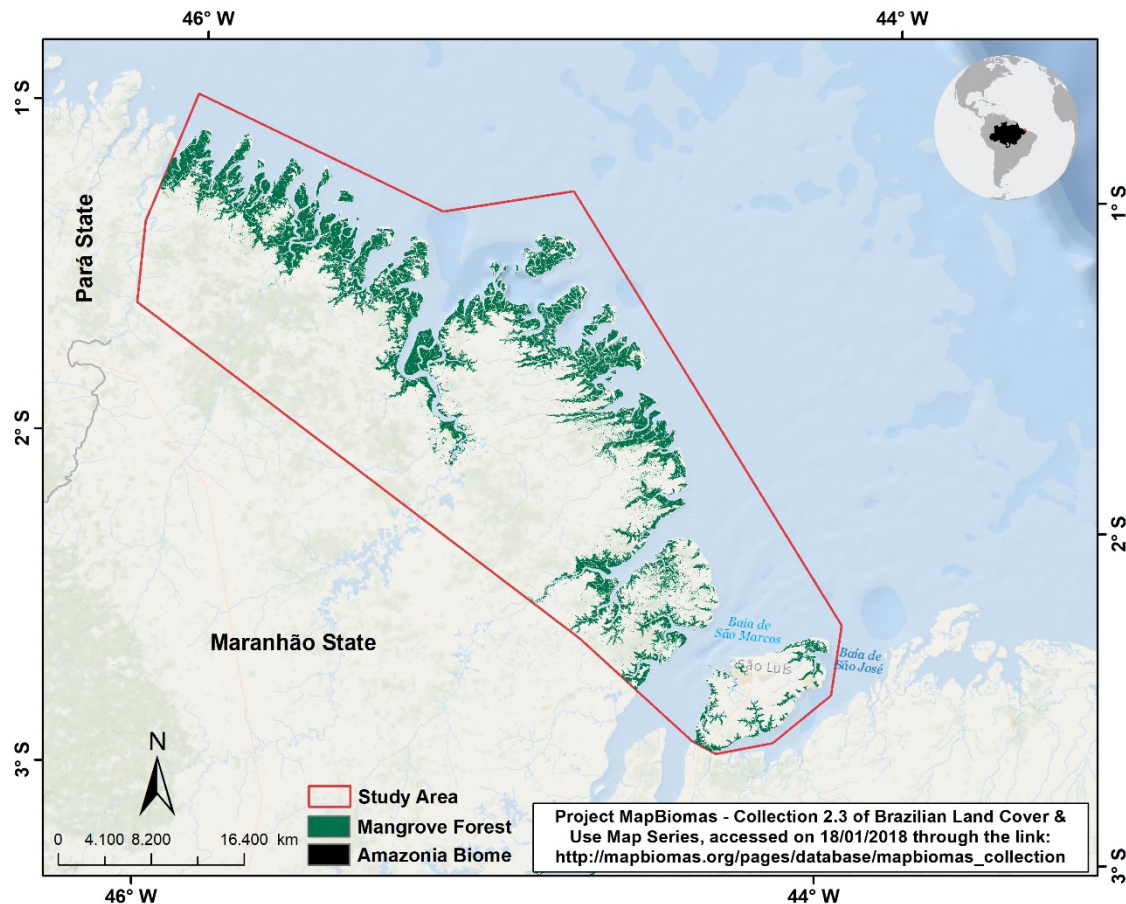 46° W
44° W
1° S
1° S
Pará State
2° S
2° S
Baía de
São Marcos
Baía de
São José
São Luis
Maranhão State
N
3° S
3° S
Study Area
Mangrove Forest
Amazonia Biome
0 4.100 8.200 16.400 km
Project MapBiomas - Collection 2.3 of Brazilian Land Cover &
Use Map Series, accessed on 18/01/2018 through the link:
http://mapbiomas.org/pages/database/mapbiomas_collection
46° W
44° W